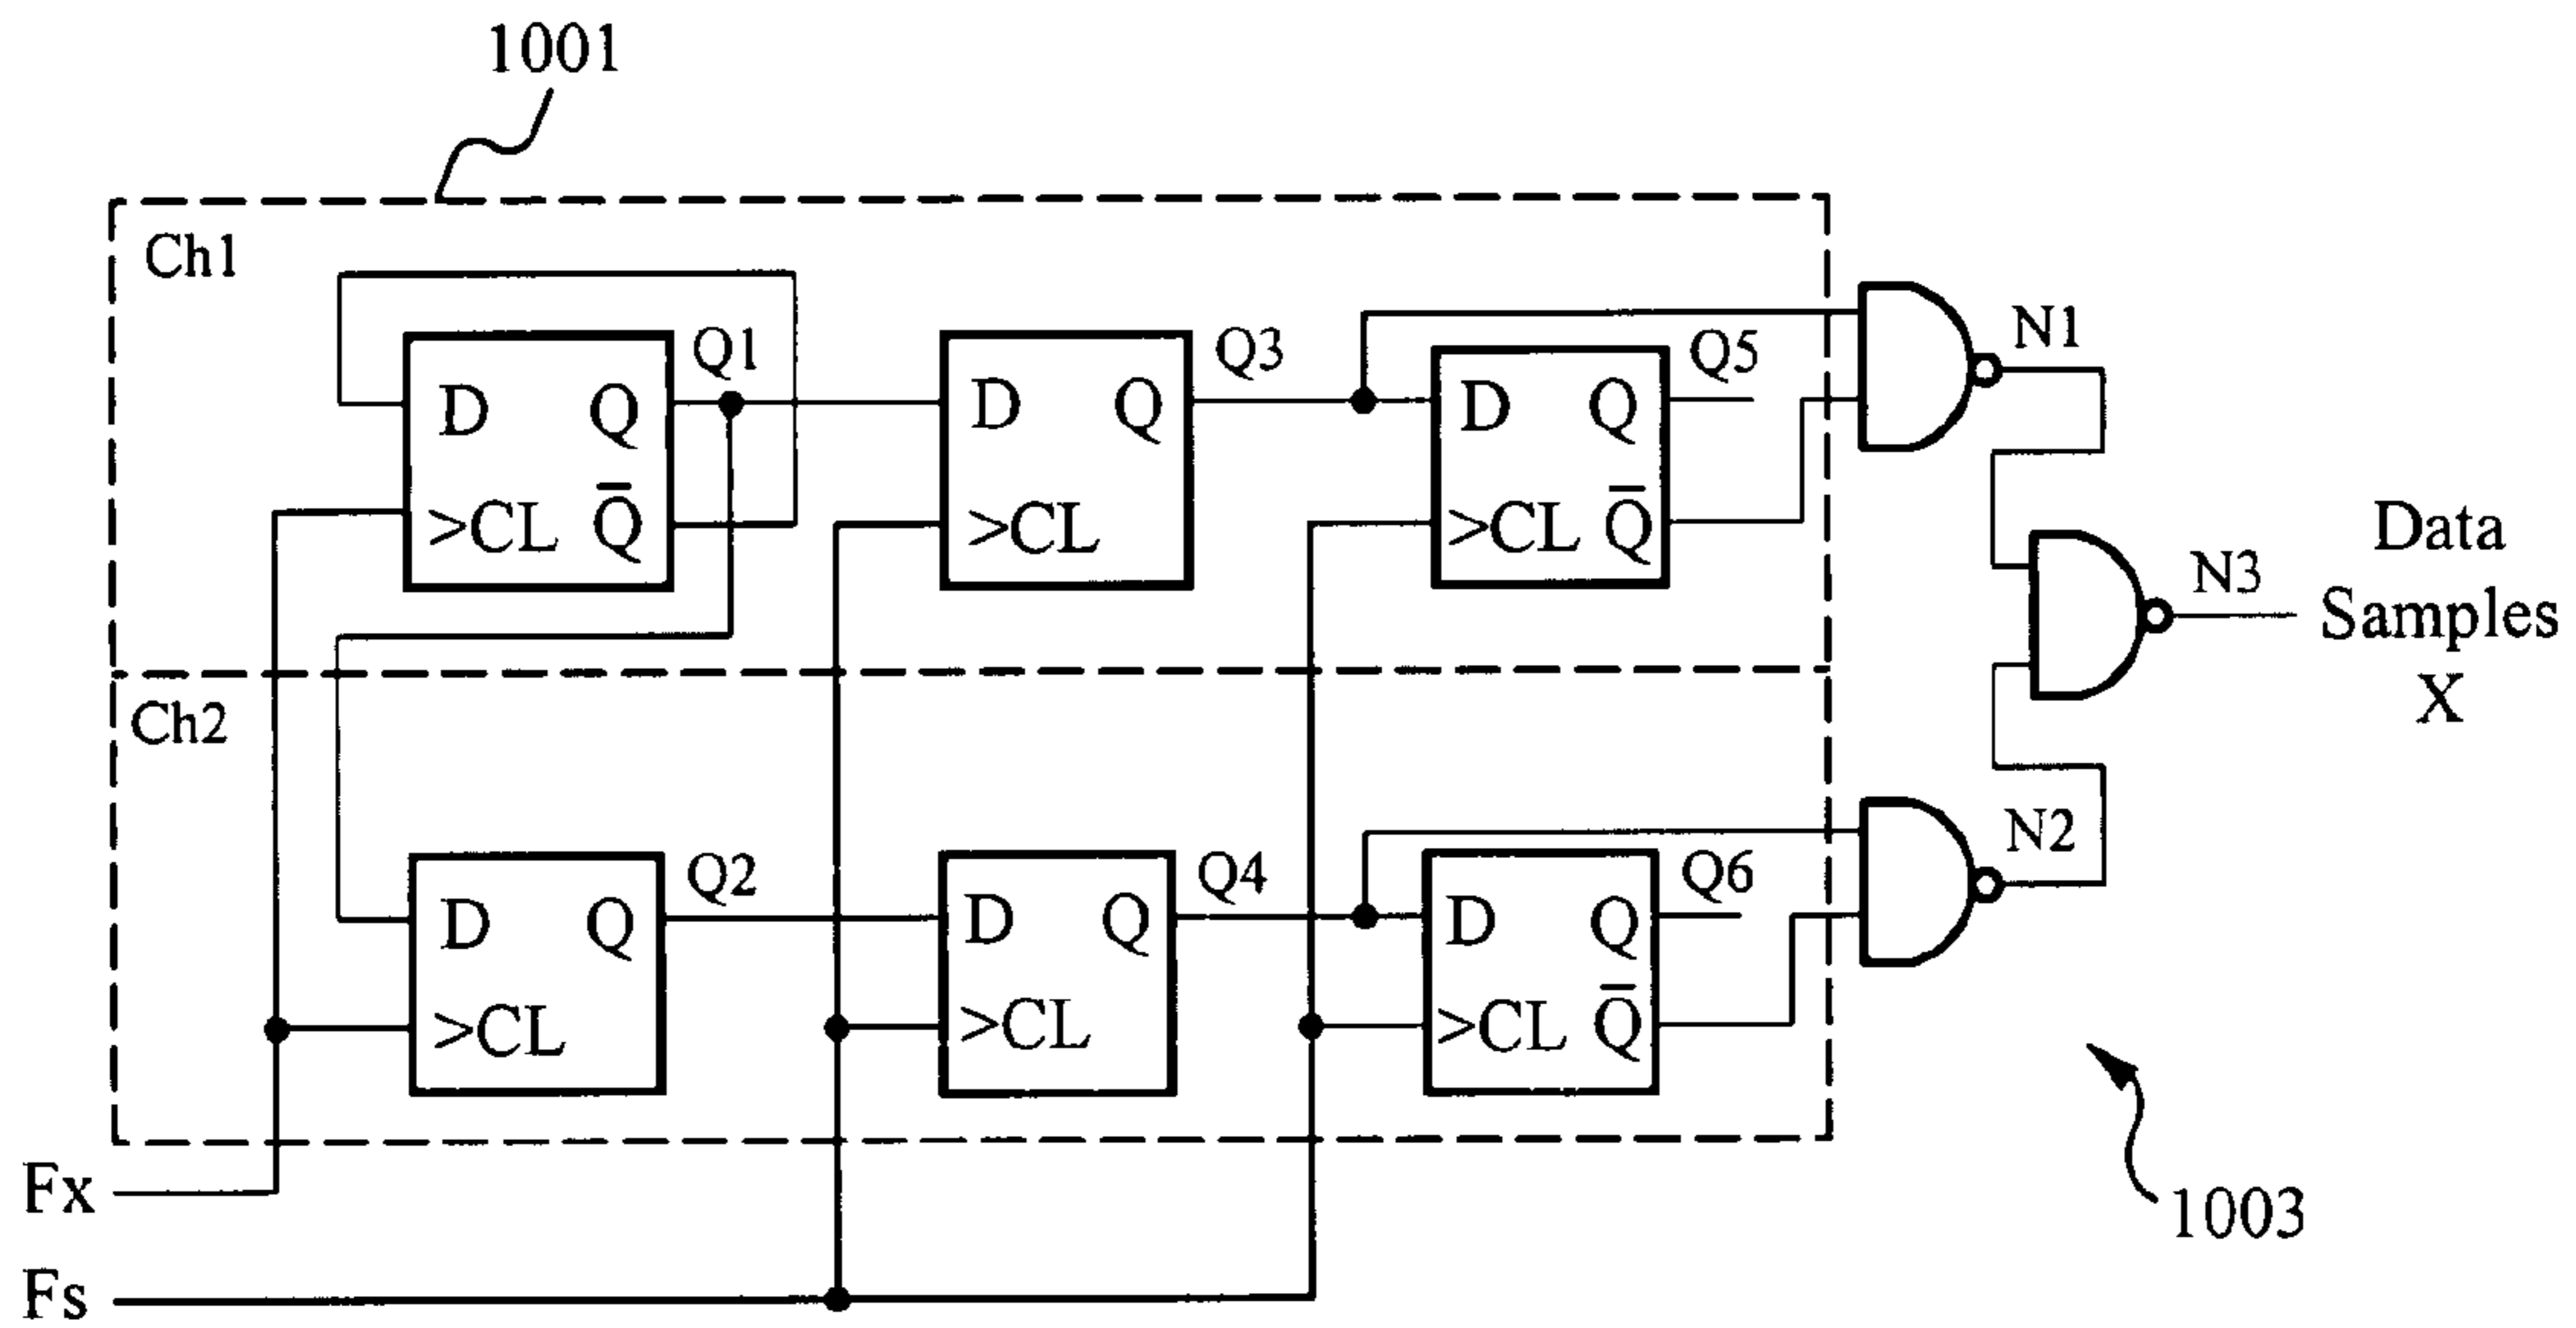 1001
Ch1
Q1
Q3
Q5
N1
D Q
>CL Q̅
D Q
>CL
D Q
>CL Q̅
N3
Data
Samples
X
Ch2
Q2
Q4
Q6
N2
D Q
>CL
D Q
>CL
D Q
>CL Q̅
Fx
1003
Fs